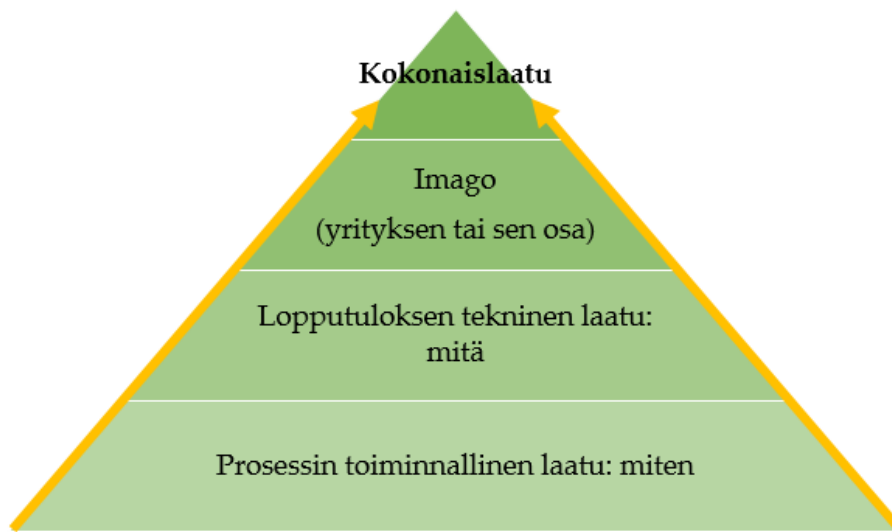 Kokonaislaatu
Imago
(yrityksen tai sen osa)
Lopputuloksen tekninen laatu:
mitä
Prosessin toiminnallinen laatu: miten